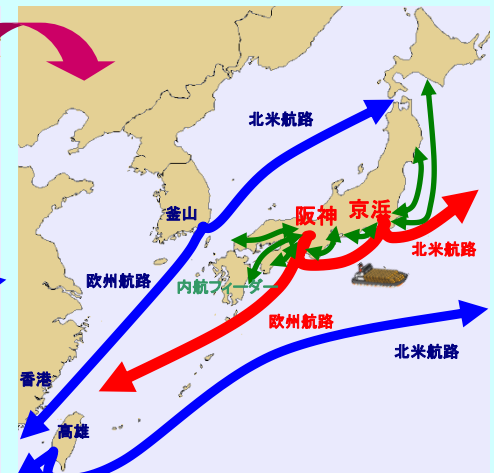 北米航路
釜山
阪神
京浜
北米航路
欧州航路
内航フィーダー
欧州航路
北米航路
香港
高雄